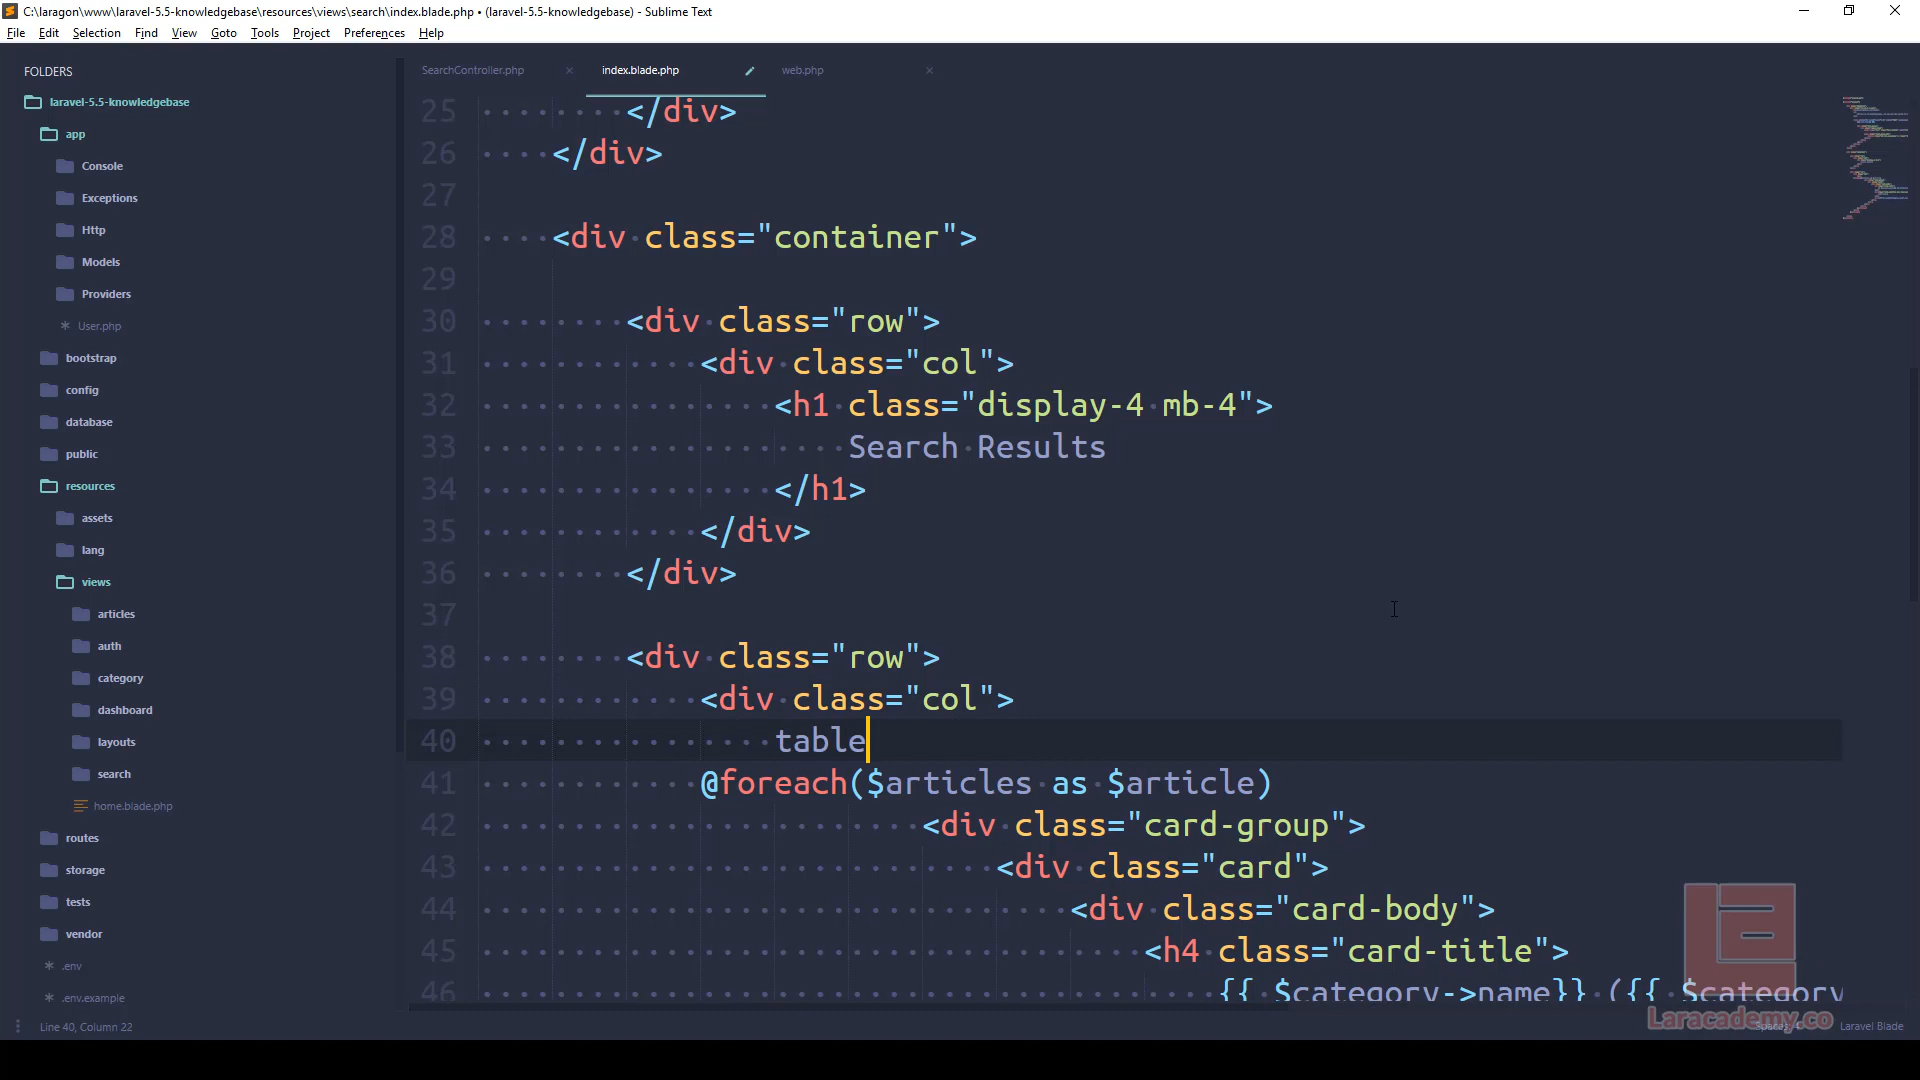 C:\laragon\www\laravel-5.5-knowledgebase\resources\views\search\index.blade.php • (laravel-5.5-knowledgebase) - Sublime Text
File Edit Selection Find View Goto Tools Project Preferences Help
FOLDERS
laravel-5.5-knowledgebase
app
Console
Exceptions
Http
Models
Providers
User.php
bootstrap
config
database
public
resources
assets
lang
views
articles
auth
category
dashboard
layouts
search
home.blade.php
routes
storage
tests
vendor
.env
.env.example
SearchController.php × index.blade.php web.php ×
25 </div>
26 </div>
27
28 <div class="container">
29
30 <div class="row">
31 <div class="col">
32 <h1 class="display-4 mb-4">
33 Search Results
34 </h1>
35 </div>
36 </div>
37
38 <div class="row">
39 <div class="col">
40 table
41 @foreach($articles as $article)
42 <div class="card-group">
43 <div class="card">
44 <div class="card-body">
45 <h4 class="card-title">
46 {{ $category->name}} ({{ $category
Laracademy.co
Line 40, Column 22
Laravel Blade